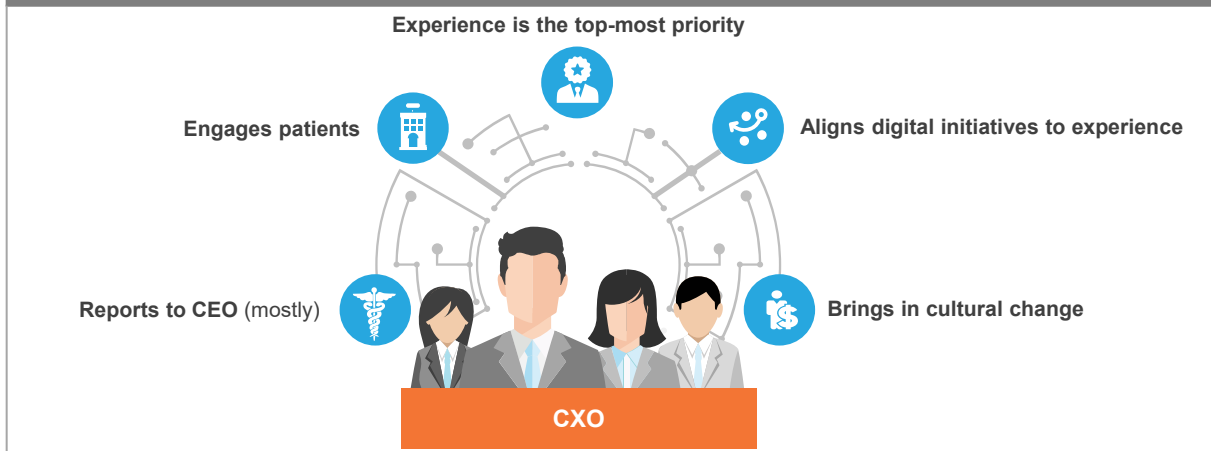 Experience is the top-most priority
Engages patients
Aligns digital initiatives to experience
Reports to CEO (mostly)
Brings in cultural change
CXO